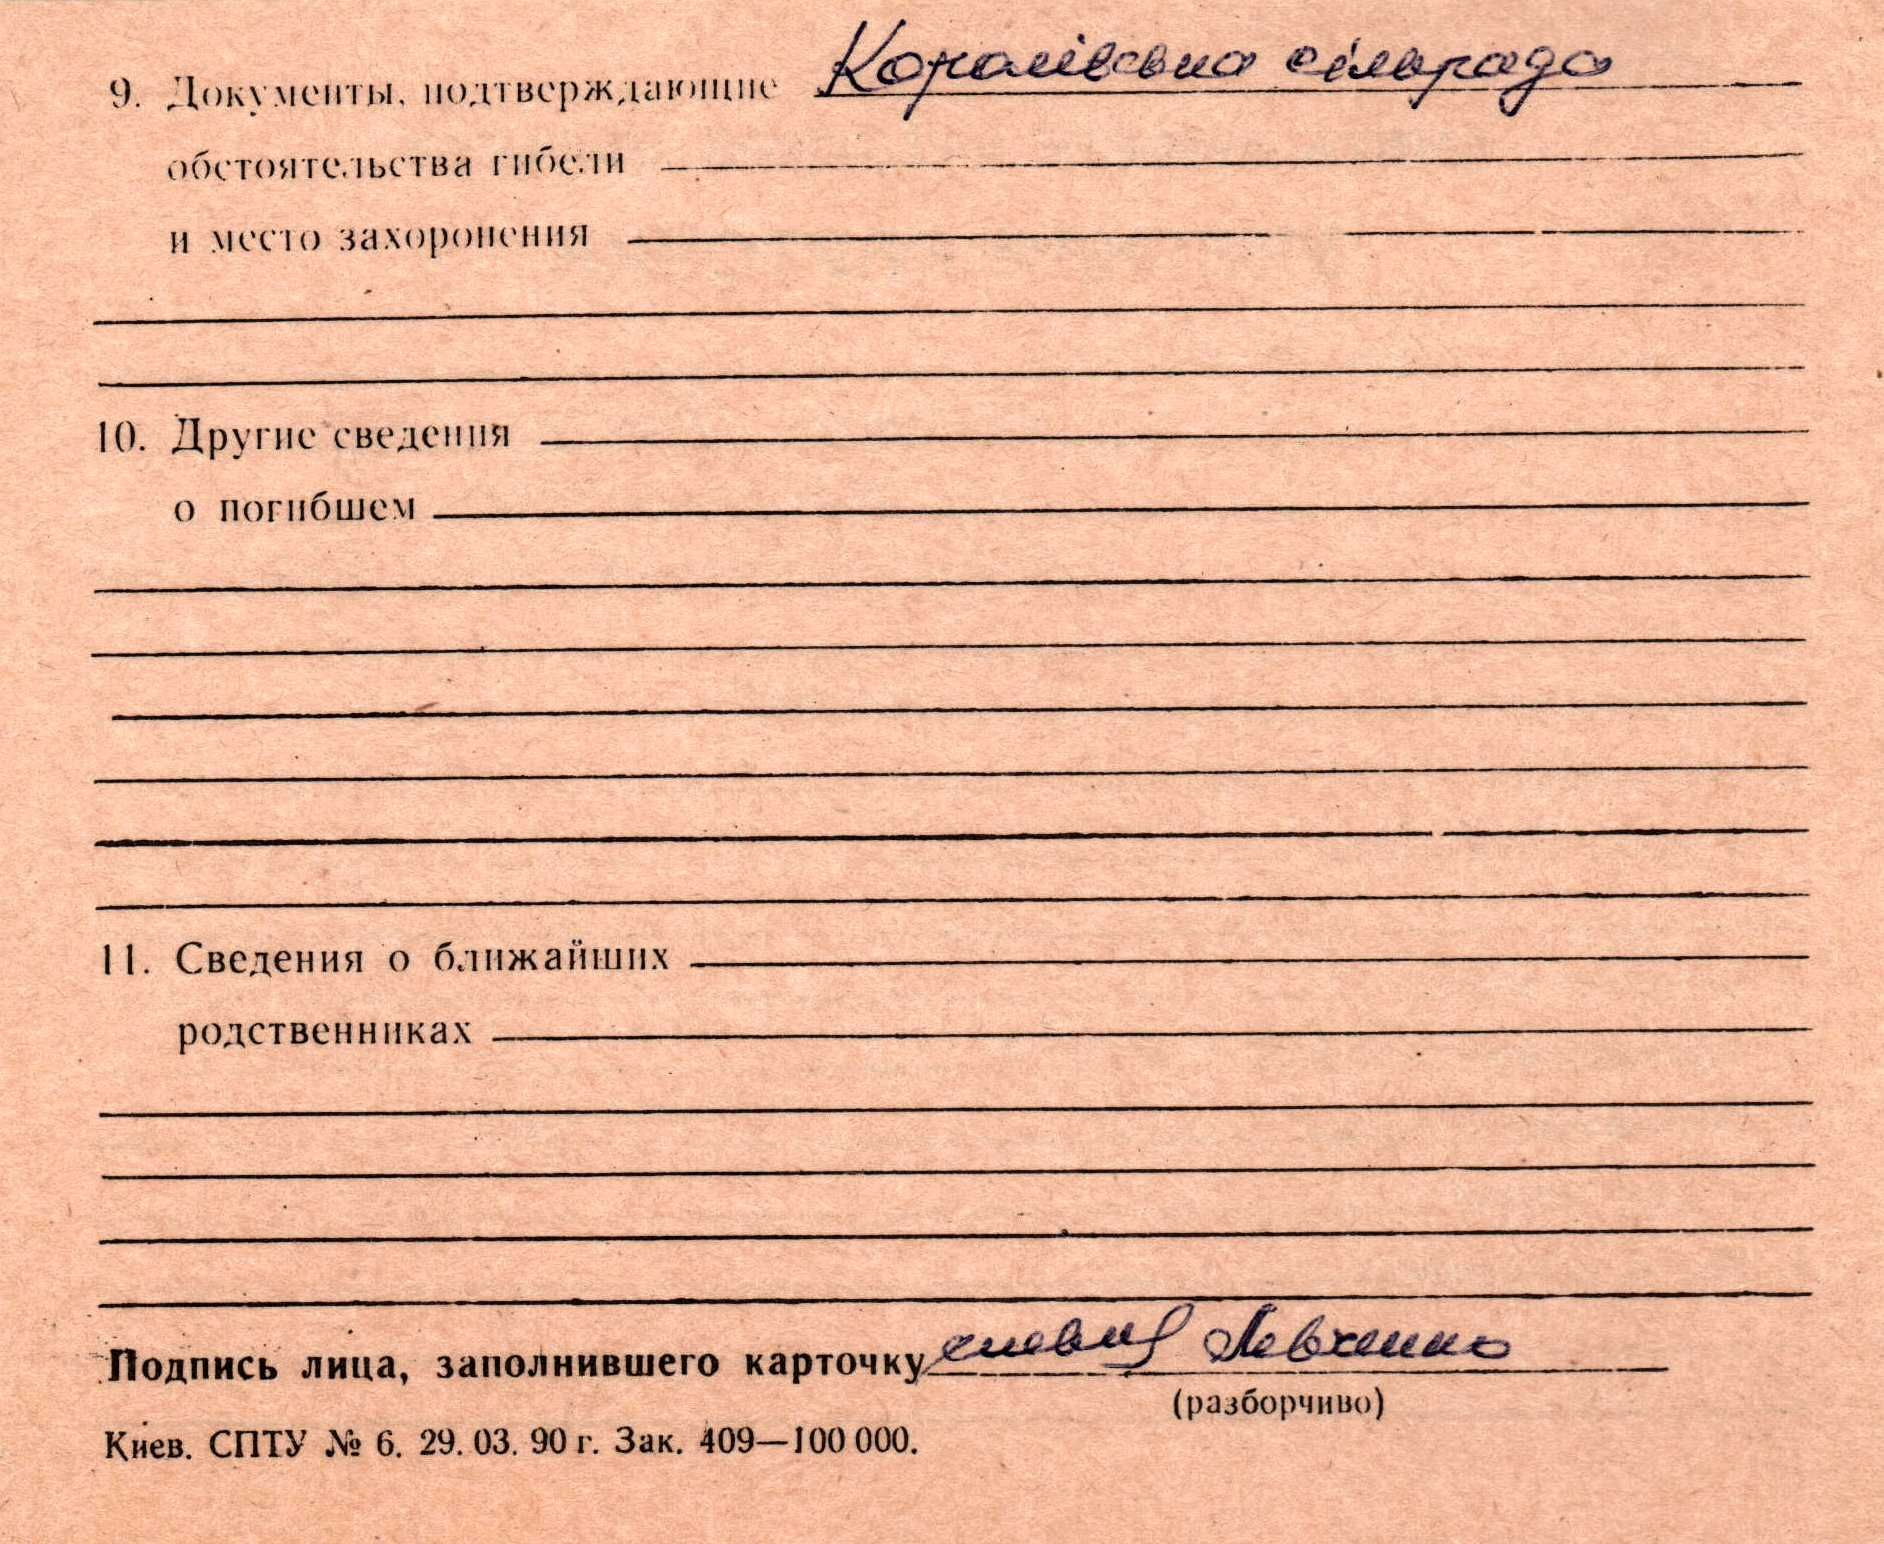 9. Документы, подтверждающие Королівська сільрада
обстоятельства гибели
и место захоронения
10. Другие сведения
о погибшем
11. Сведения о ближайших
родственниках
Подпись лица, заполнившего карточку Левченко
(разборчиво)
Киев. СПТУ № 6. 29. 03. 90 г. Зак. 409—100 000.